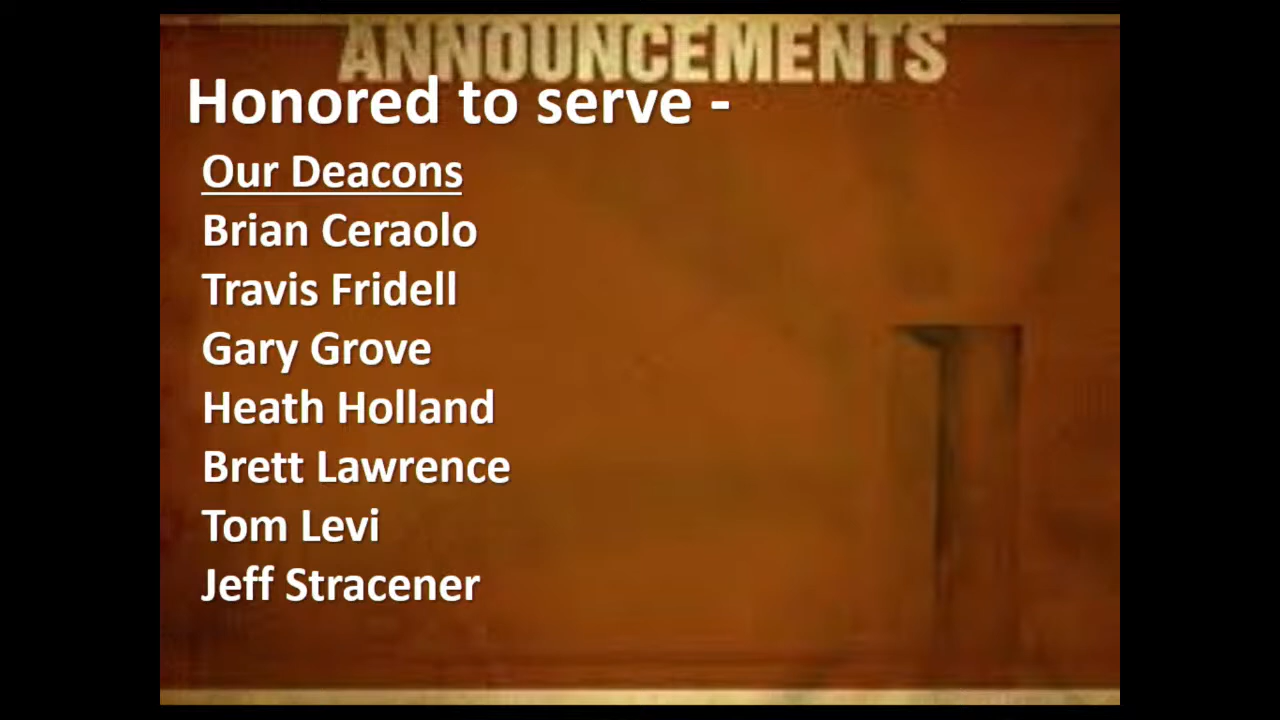 ANNOUNCEMENTS
Honored to serve -
Our Deacons
Brian Ceraolo
Travis Fridell
Gary Grove
Heath Holland
Brett Lawrence
Tom Levi
Jeff Stracener